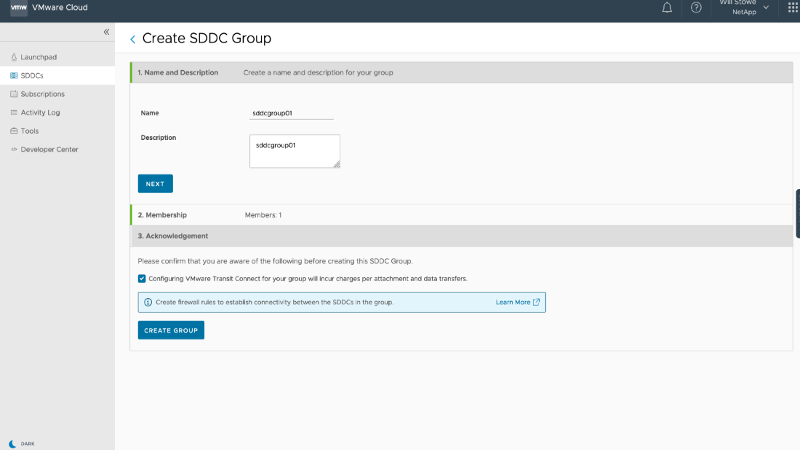 vmw VMware Cloud
Will Stowe
NetApp
Launchpad
SDDCs
Subscriptions
Activity Log
Tools
Developer Center
DARK
Create SDDC Group
1. Name and Description Create a name and description for your group
Name sddcgroup01
Description sddcgroup01
NEXT
2. Membership Members: 1
3. Acknowledgement
Please confirm that you are aware of the following before creating this SDDC Group.
Configuring VMware Transit Connect for your group will incur charges per attachment and data transfers.
Create firewall rules to establish connectivity between the SDDCs in the group. Learn More
CREATE GROUP